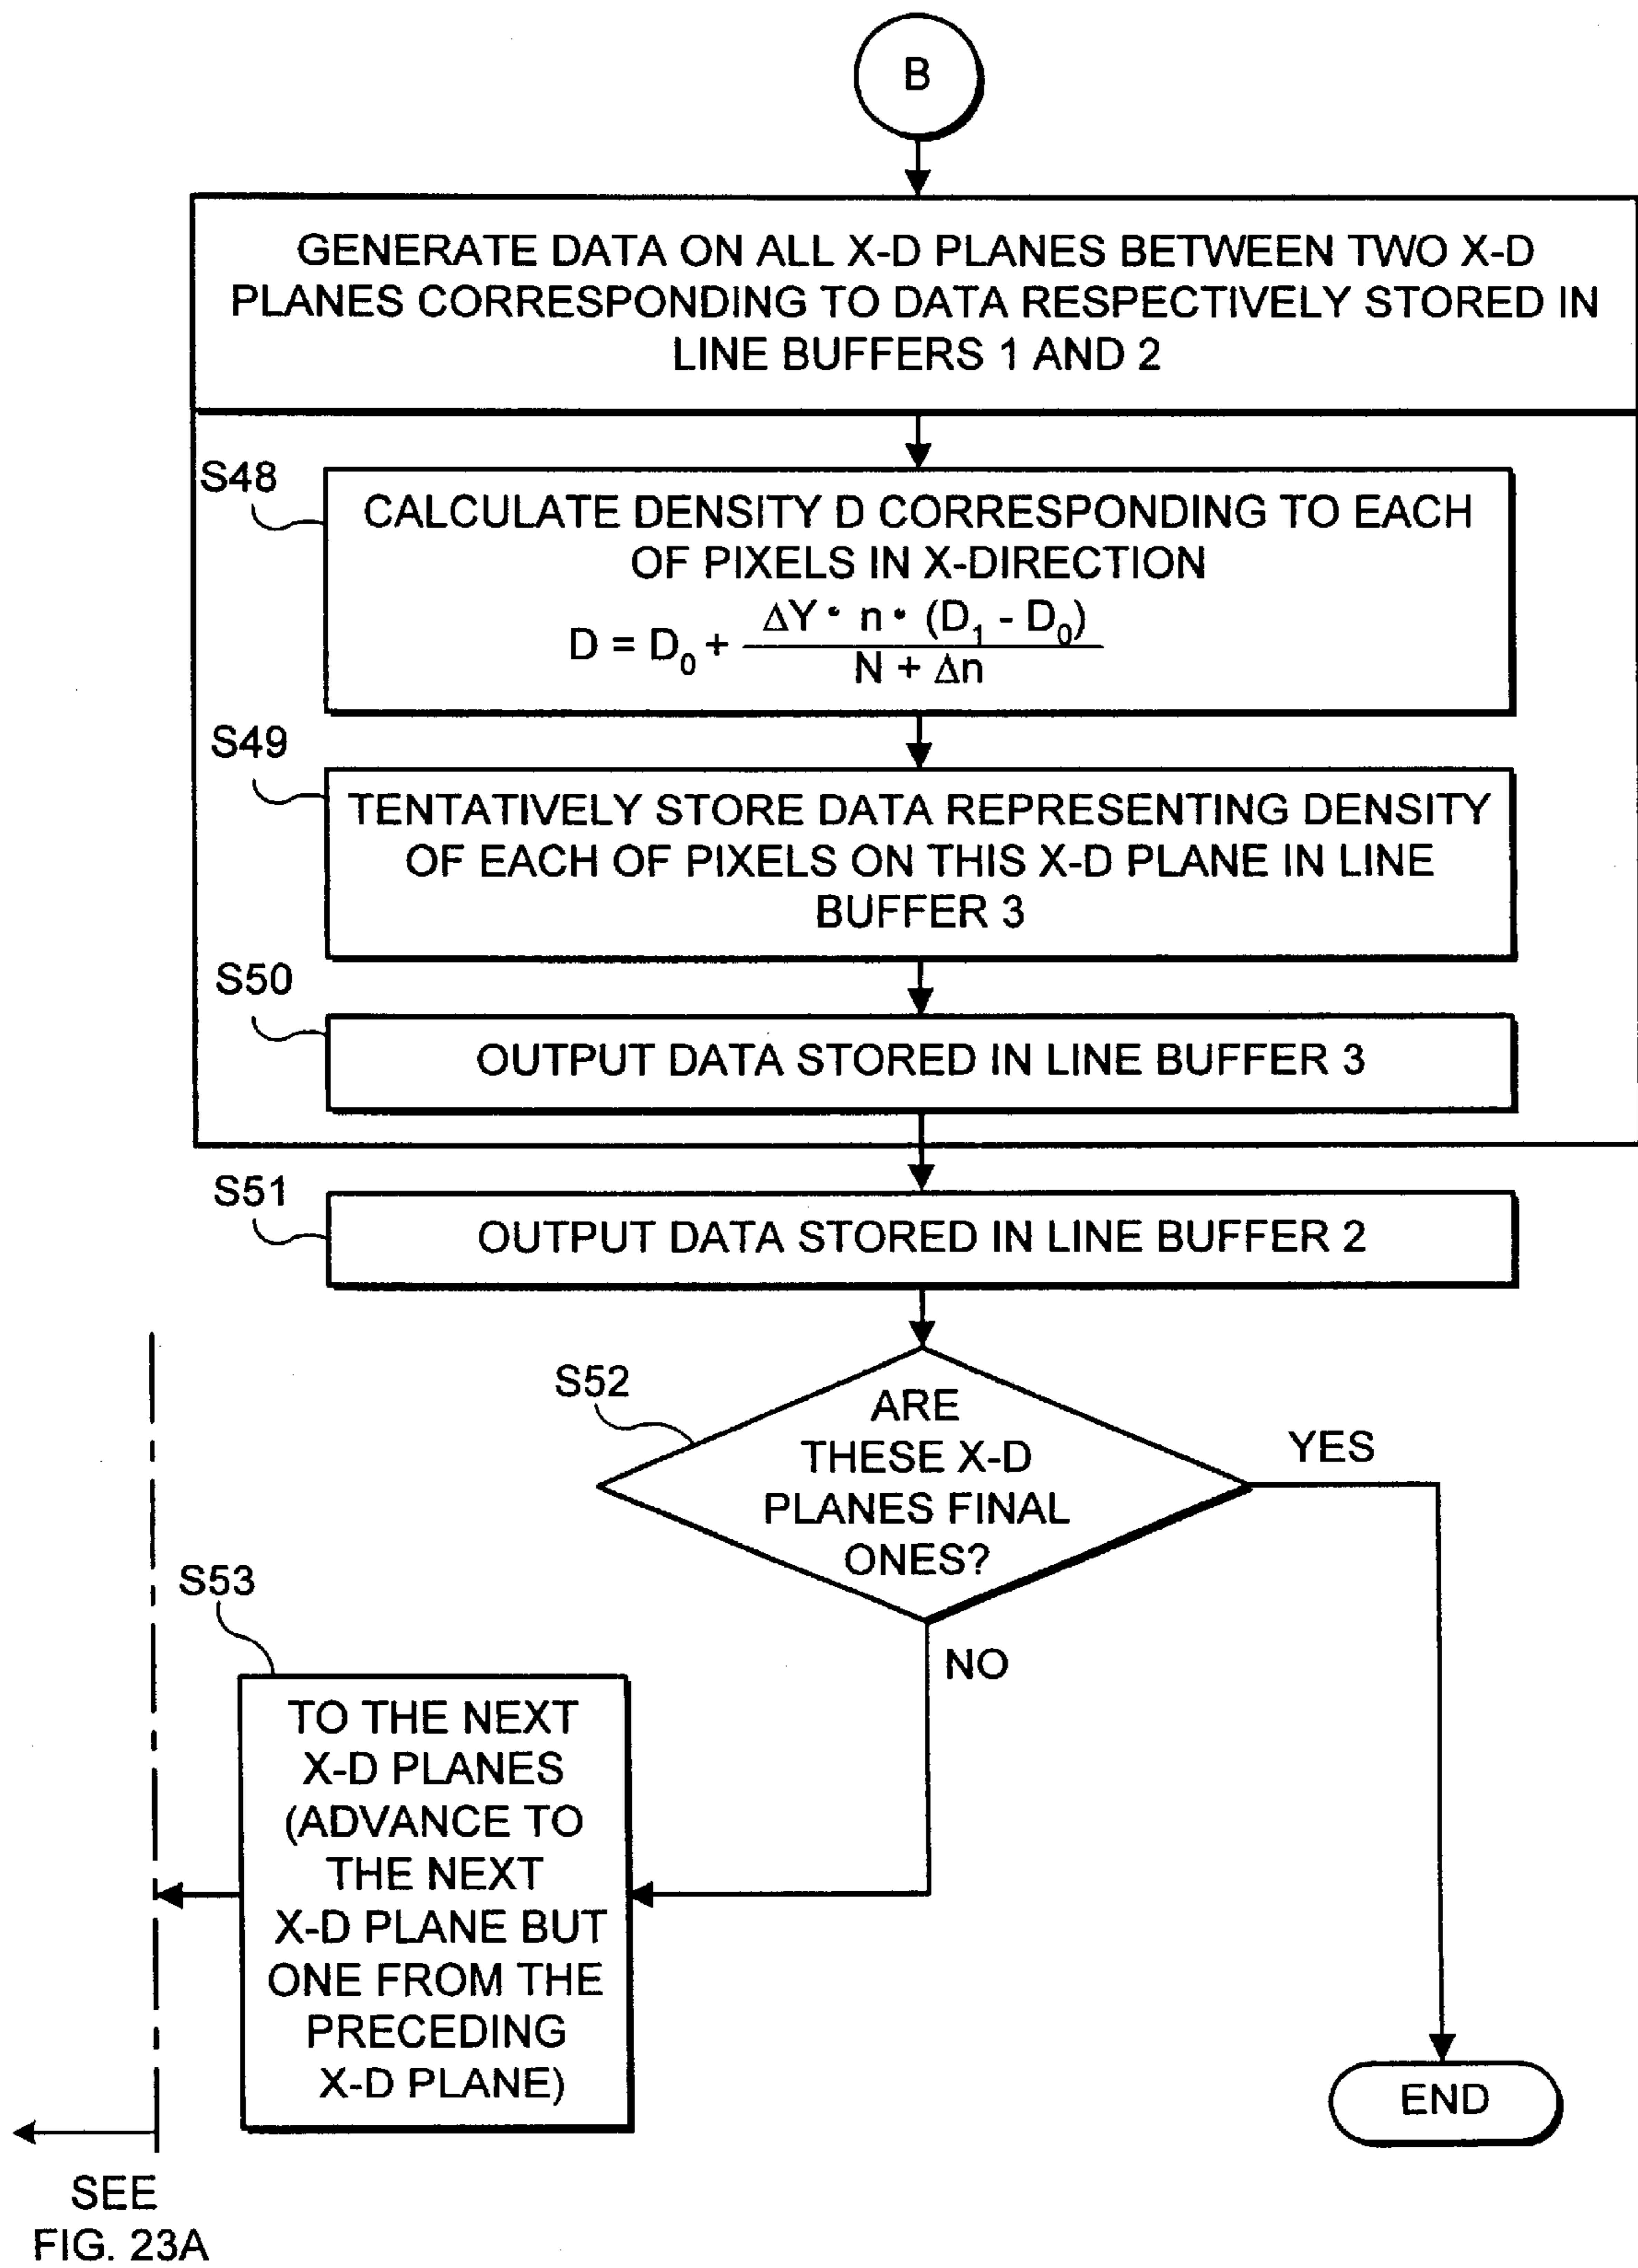 B
GENERATE DATA ON ALL X-D PLANES BETWEEN TWO X-D
PLANES CORRESPONDING TO DATA RESPECTIVELY STORED IN
LINE BUFFERS 1 AND 2
S48
CALCULATE DENSITY D CORRESPONDING TO EACH
OF PIXELS IN X-DIRECTION
D = D₀ + ΔY • n • (D₁ - D₀) / N + Δn
S49
TENTATIVELY STORE DATA REPRESENTING DENSITY
OF EACH OF PIXELS ON THIS X-D PLANE IN LINE
BUFFER 3
S50
OUTPUT DATA STORED IN LINE BUFFER 3
S51
OUTPUT DATA STORED IN LINE BUFFER 2
S52
ARE
THESE X-D
PLANES FINAL
ONES?
YES
NO
S53
TO THE NEXT
X-D PLANES
(ADVANCE TO
THE NEXT
X-D PLANE BUT
ONE FROM THE
PRECEDING
X-D PLANE)
END
SEE
FIG. 23A